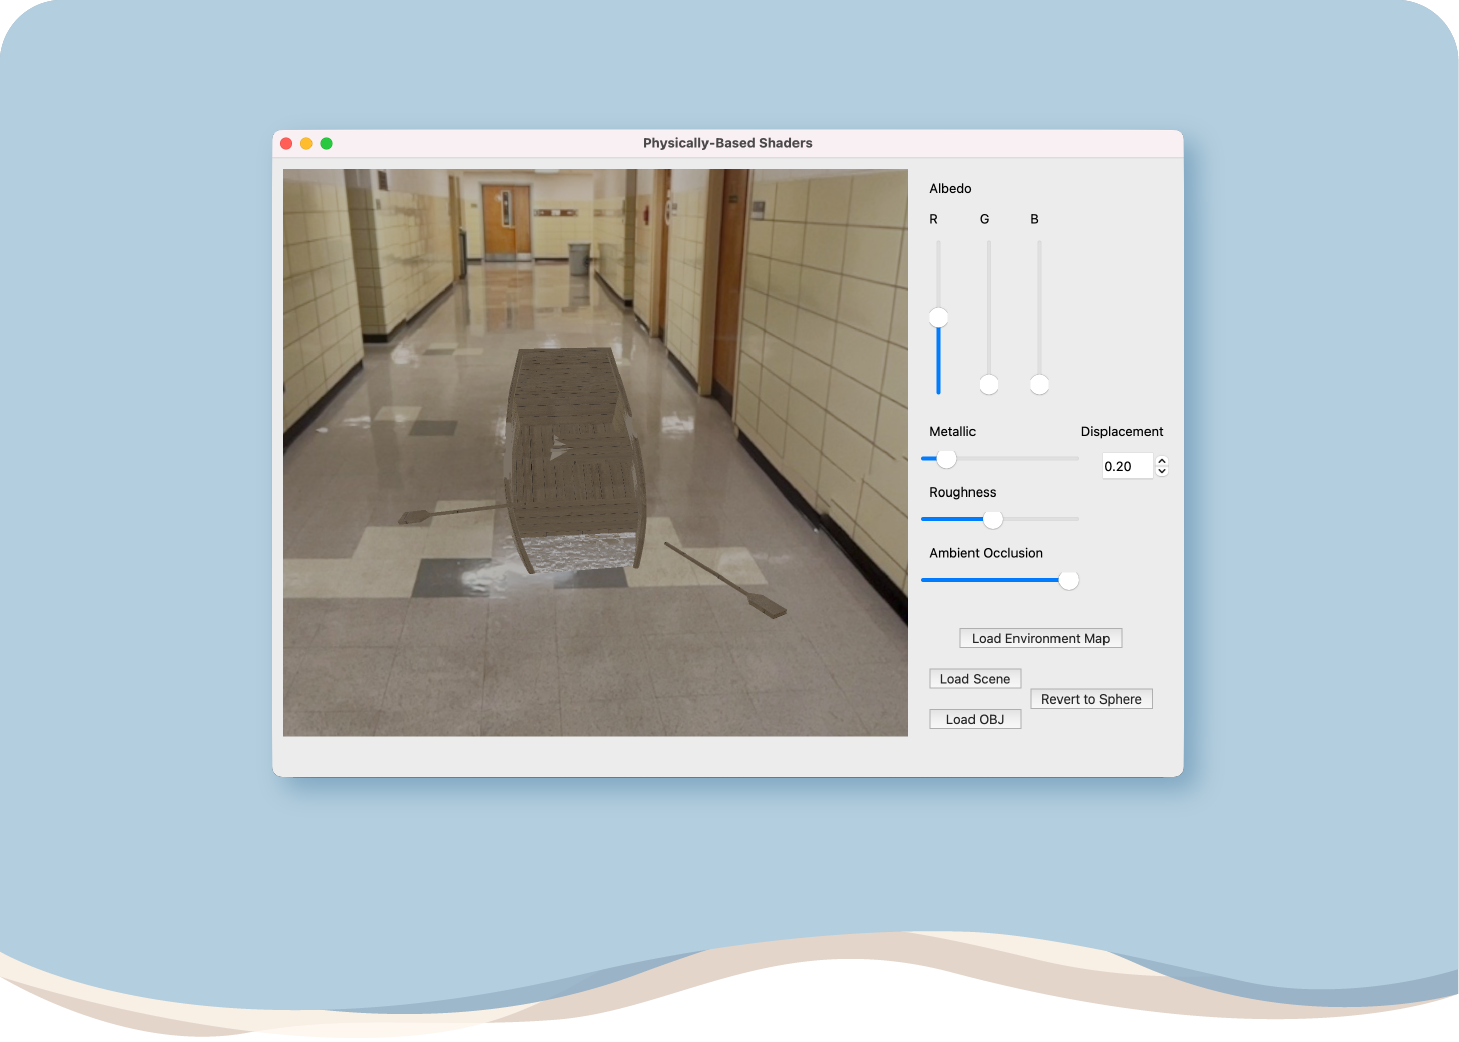 Physically-Based Shaders
Albedo
R G B
Metallic Displacement
0.20
Roughness
Ambient Occlusion
Load Environment Map
Load Scene
Revert to Sphere
Load OBJ